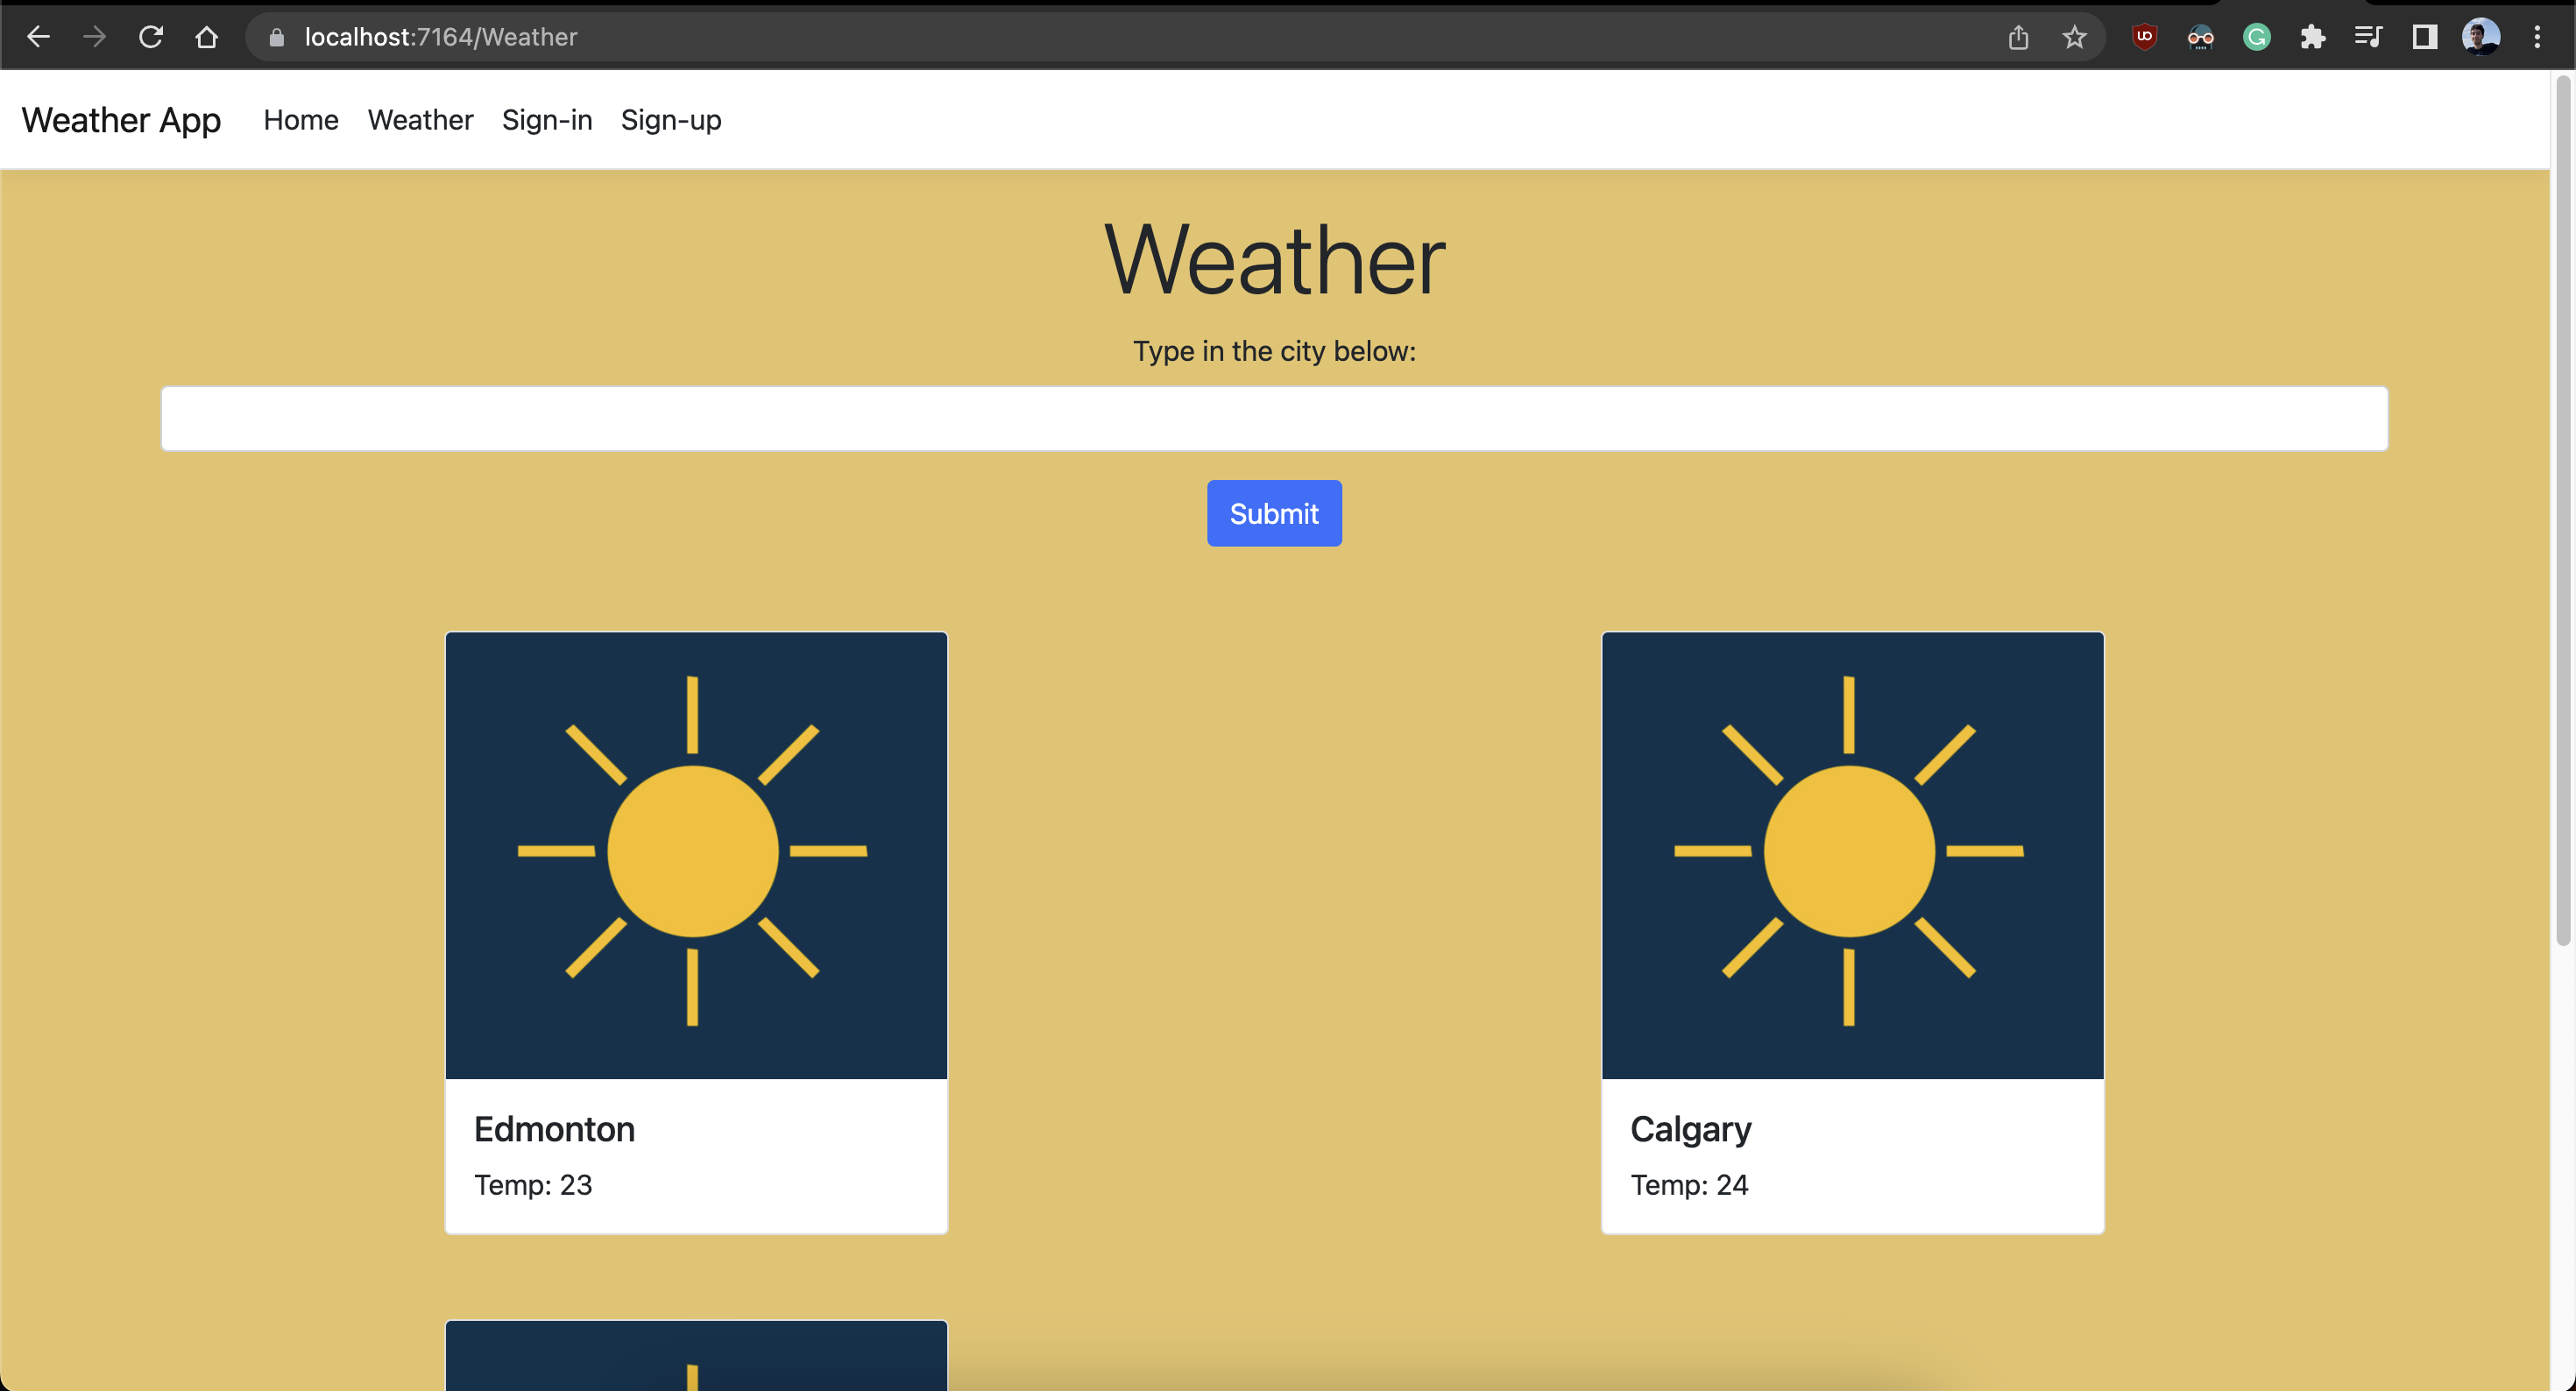 localhost:7164/Weather
Weather App Home Weather Sign-in Sign-up
Weather
Type in the city below:
Submit
Edmonton
Temp: 23
Calgary
Temp: 24